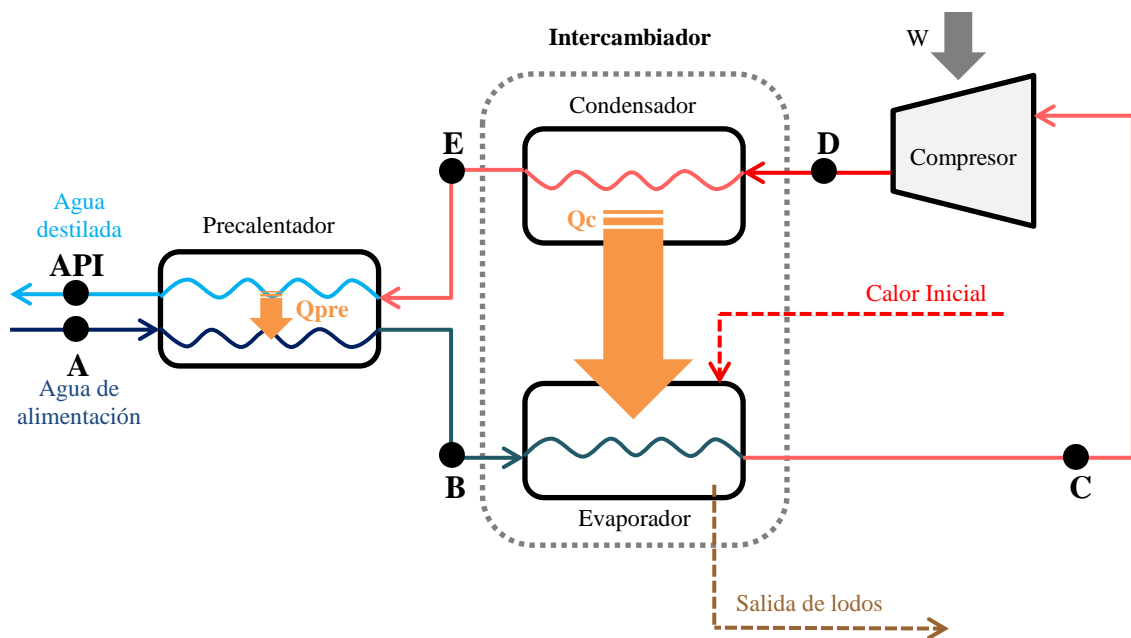 W
Intercambiador
Condensador
E
D
Compresor
Agua
destilada
Precalentador
Qc
API
Qpre
Calor Inicial
A
Agua de
alimentación
B
C
Evaporador
Salida de lodos